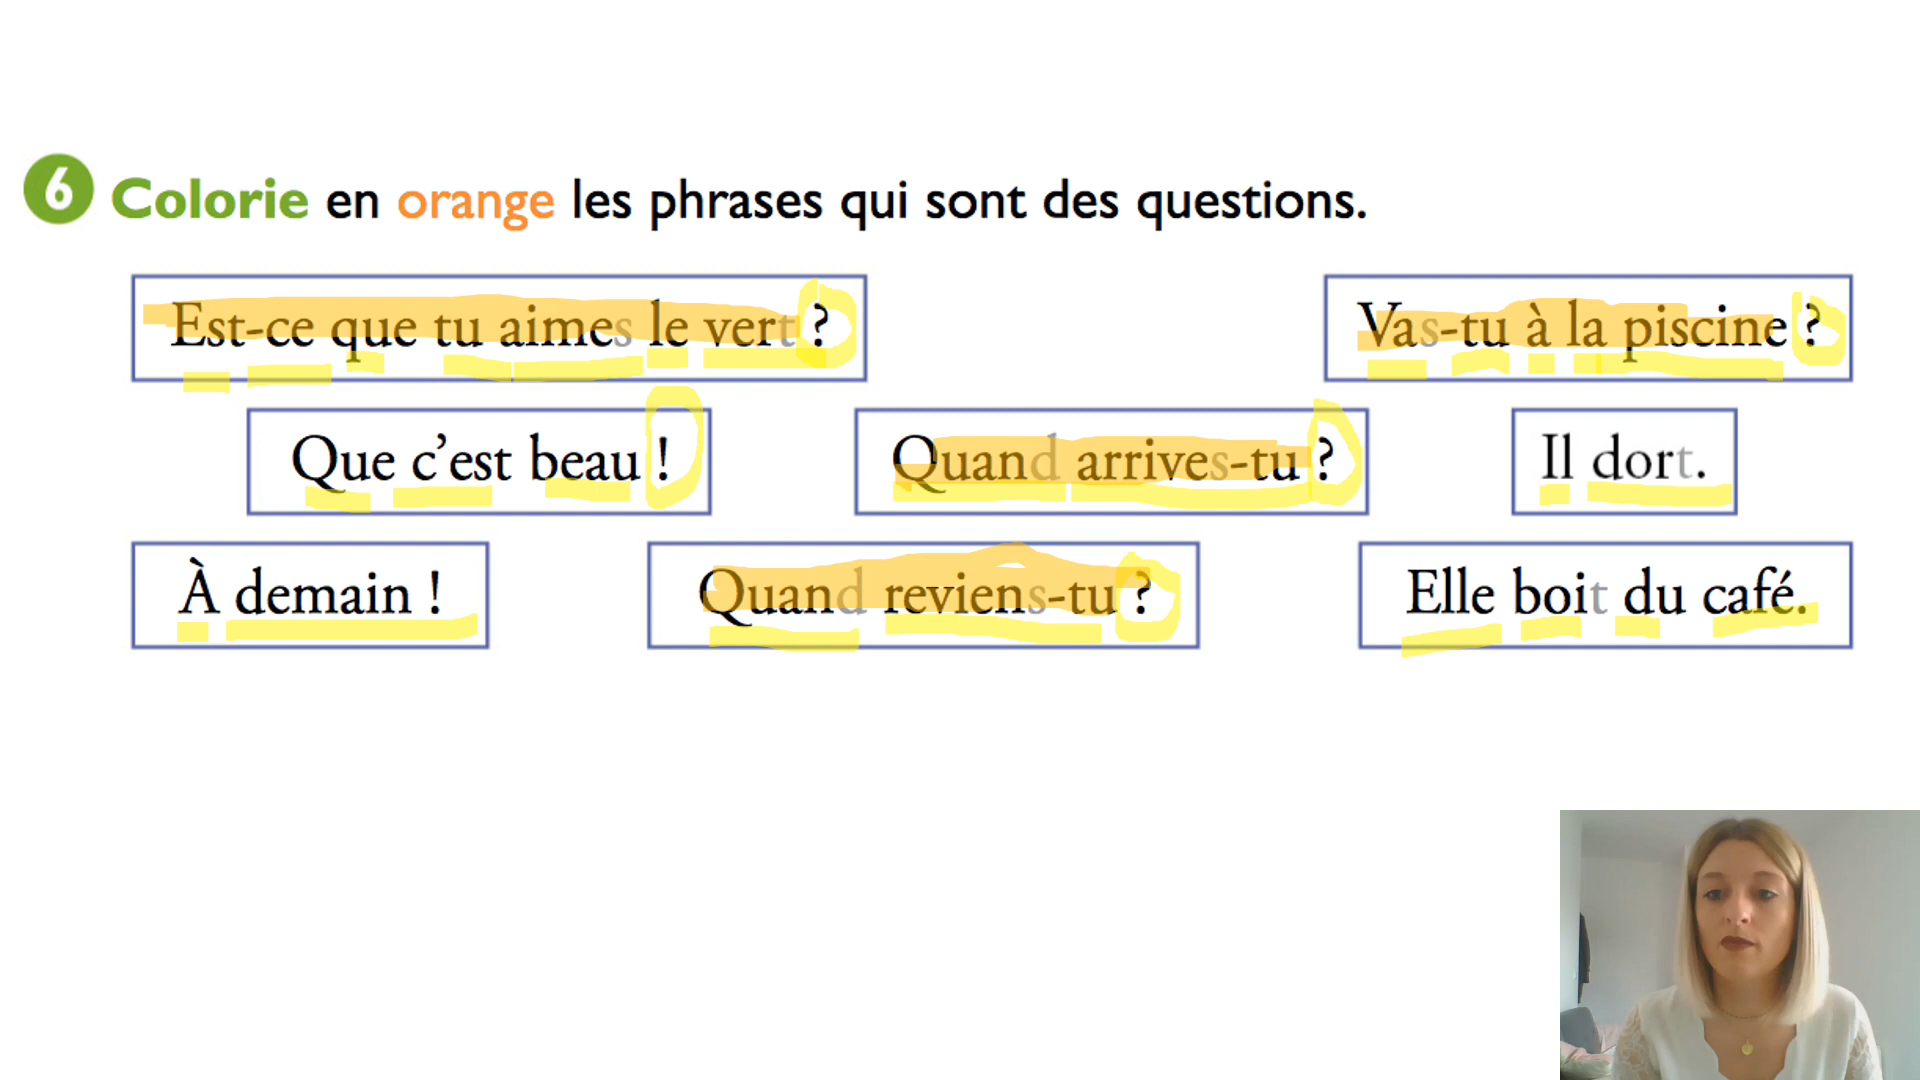 6 Colorie en orange les phrases qui sont des questions.
Est-ce que tu aimes le vert ? Vas-tu à la piscine ?
Que c’est beau ! Quand arrives-tu ? Il dort.
À demain ! Quand reviens-tu ? Elle boit du café.